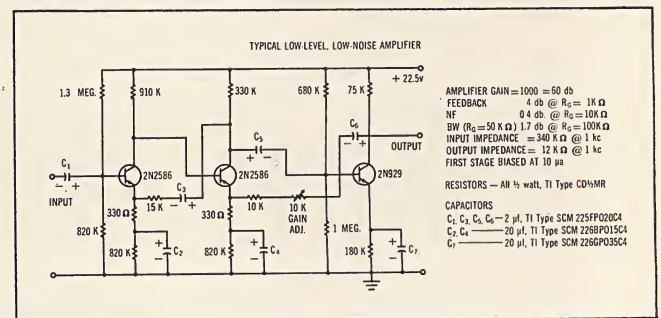 TYPICAL LOW-LEVEL, LOW-NOISE AMPLIFIER
+ 22.5v
1.3 MEG.
910 K
330 K
680 K
75 K
C6
C5
+ -
- +
OUTPUT
C1
- +
INPUT
2N2586
C3
- +
15 K
2N2586
10 K
10 K
GAIN
ADJ.
2N929
330 Ω
330 Ω
1 MEG.
820 K
820 K
+
-
C2
820 K
+
-
C4
180 K
+
-
C7
AMPLIFIER GAIN = 1000 = 60 db
FEEDBACK 0 4 db @ RG = 1K Ω
NF 0 4 db @ RG = 10K Ω
BW (RG = 50 K Ω) 1.7 db @ RG = 100K Ω
INPUT IMPEDANCE = 340 K Ω @ 1 kc
OUTPUT IMPEDANCE = 12 K Ω @ 1 kc
FIRST STAGE BIASED AT 10 μa
RESISTORS — All ½ watt, TI Type CD½MR
CAPACITORS
C1, C3, C5, C6 — 2 μf, TI Type SCM 225FP020C4
C2, C4 — 20 μf, TI Type SCM 226BP015C4
C7 — 20 μf, TI Type SCM 226GP035C4